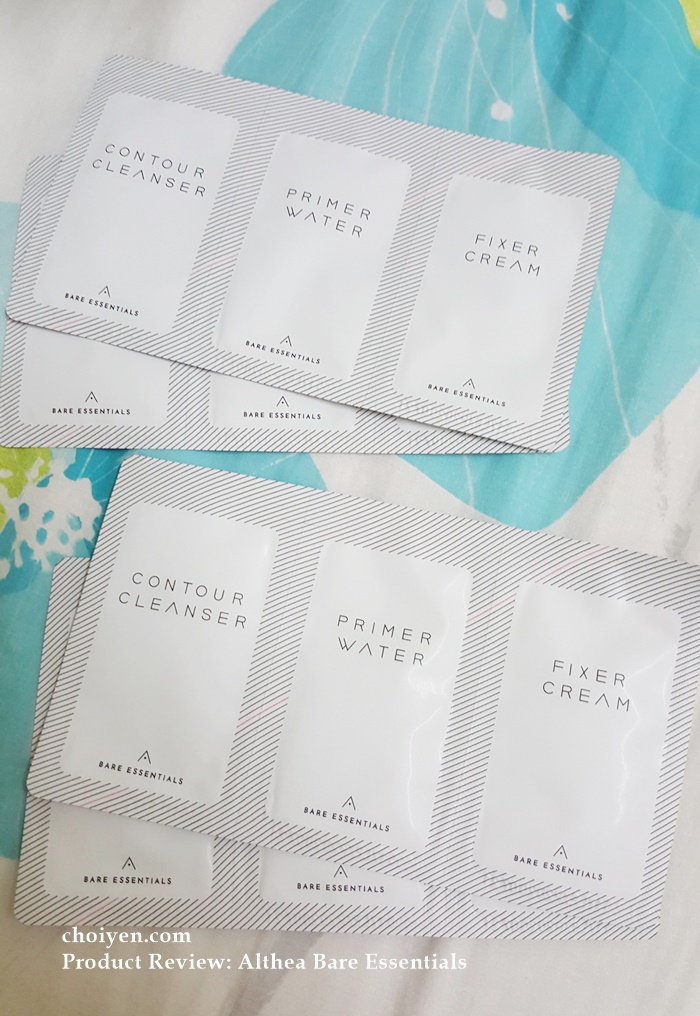 CONTOUR
CLEANSER
BARE ESSENTIALS
PRIMER
WATER
BARE ESSENTIALS
FIXER
CREAM
BARE ESSENTIALS
BARE ESSENTIALS
BARE ESSENTIALS
CONTOUR
CLEANSER
BARE ESSENTIALS
PRIMER
WATER
BARE ESSENTIALS
FIXER
CREAM
BARE ESSENTIALS
BARE ESSENTIALS
BARE ESSENTIALS
choiyen.com
Product Review: Althea Bare Essentials